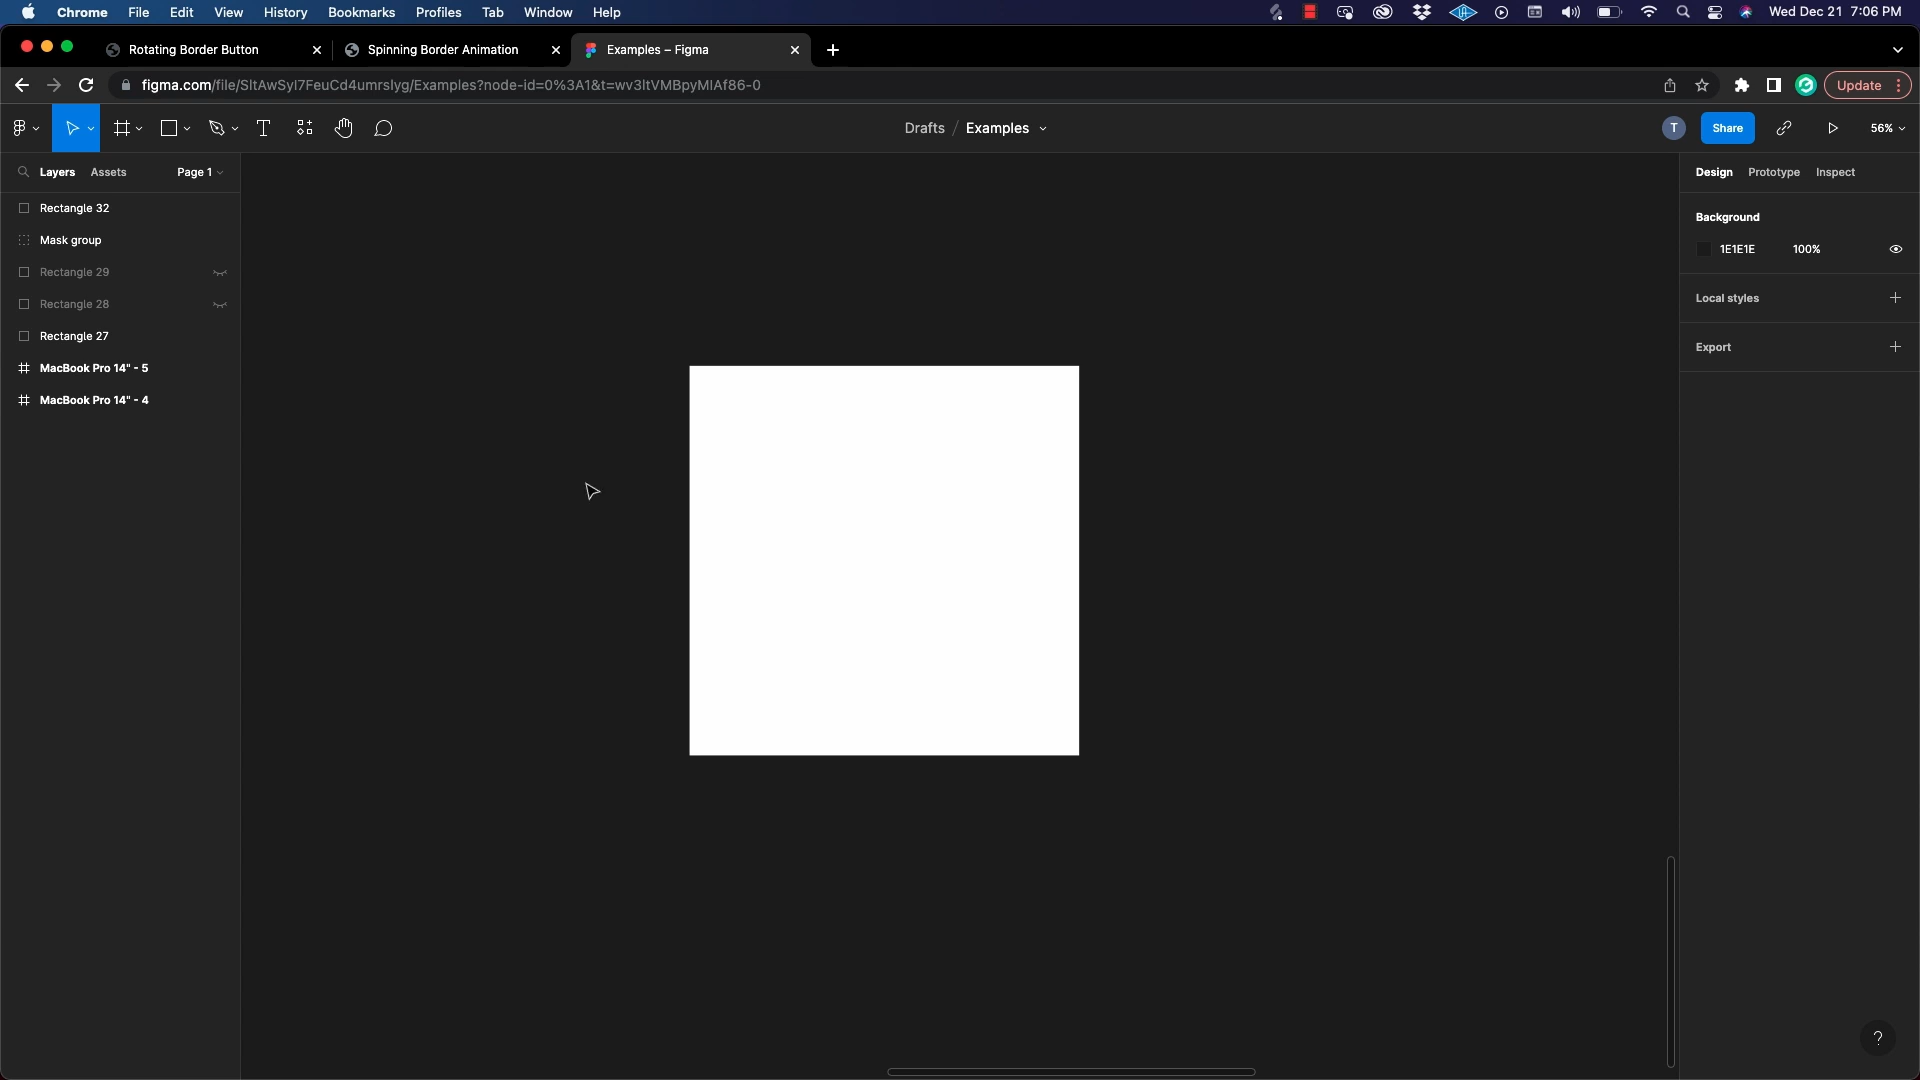 Chrome File Edit View History Bookmarks Profiles Tab Window Help Wed Dec 21 7:06 PM
Rotating Border Button Spinning Border Animation Examples – Figma
figma.com/file/SltAwSyl7FeuCd4umrslyg/Examples?node-id=0%3A1&t=wv3ltVMBpyMlAf86-0 Update
Drafts / Examples T Share 56%
Layers Assets Page 1 Design Prototype Inspect
Rectangle 32
Mask group
Rectangle 29
Rectangle 28
Rectangle 27
MacBook Pro 14" - 5
MacBook Pro 14" - 4
Background
1E1E1E 100%
Local styles
Export
?